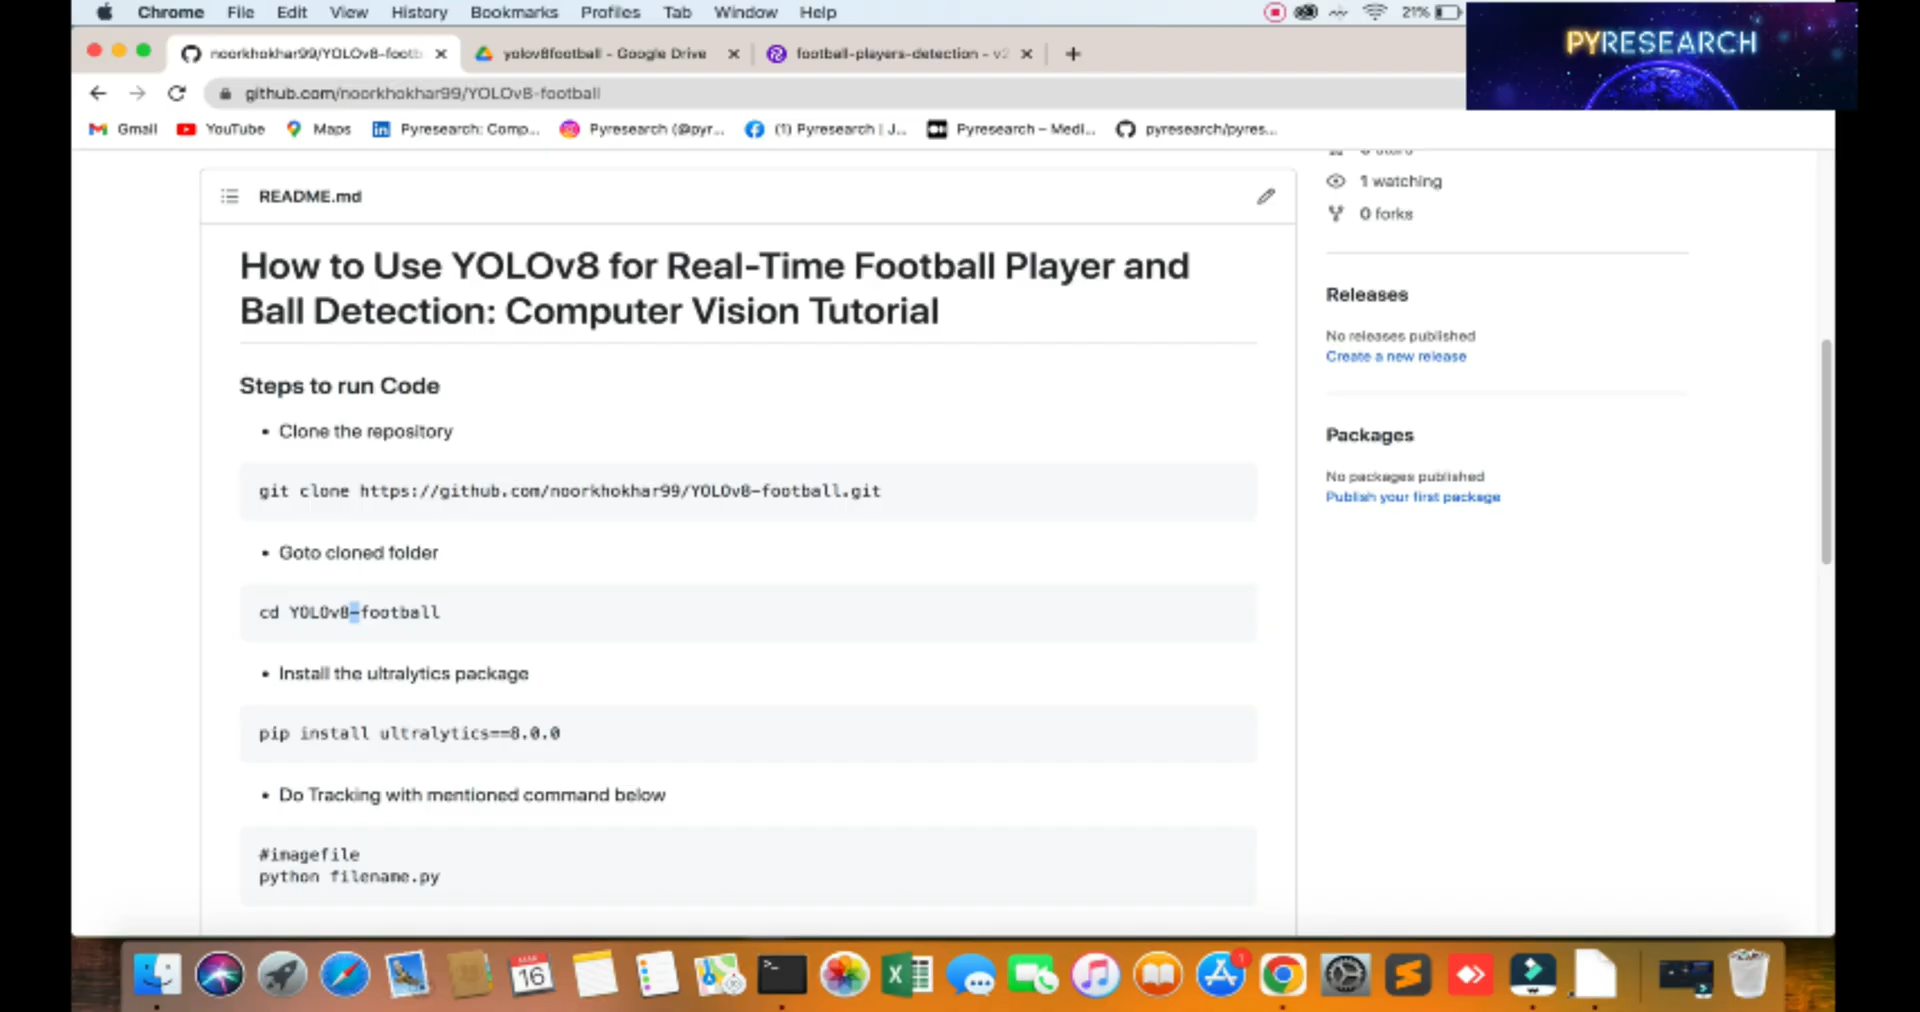 Chrome File Edit View History Bookmarks Profiles Tab Window Help 21%
PYRESEARCH
noorkhokhar99/YOLOv8-footb yolov8football - Google Drive football-players-detection - v2
github.com/noorkhokhar99/YOLOv8-football
Gmail YouTube Maps Pyresearch: Comp... Pyresearch (@pyr... (1) Pyresearch | J... Pyresearch – Medi... pyresearch/pyres...
README.md
1 watching
0 forks
How to Use YOLOv8 for Real-Time Football Player and
Ball Detection: Computer Vision Tutorial
Releases
No releases published
Create a new release
Steps to run Code
• Clone the repository
Packages
No packages published
Publish your first package
git clone https://github.com/noorkhokhar99/YOLOv8-football.git
• Goto cloned folder
cd YOLOv8-football
• Install the ultralytics package
pip install ultralytics==8.0.0
• Do Tracking with mentioned command below
#imagefile
python filename.py
16
1